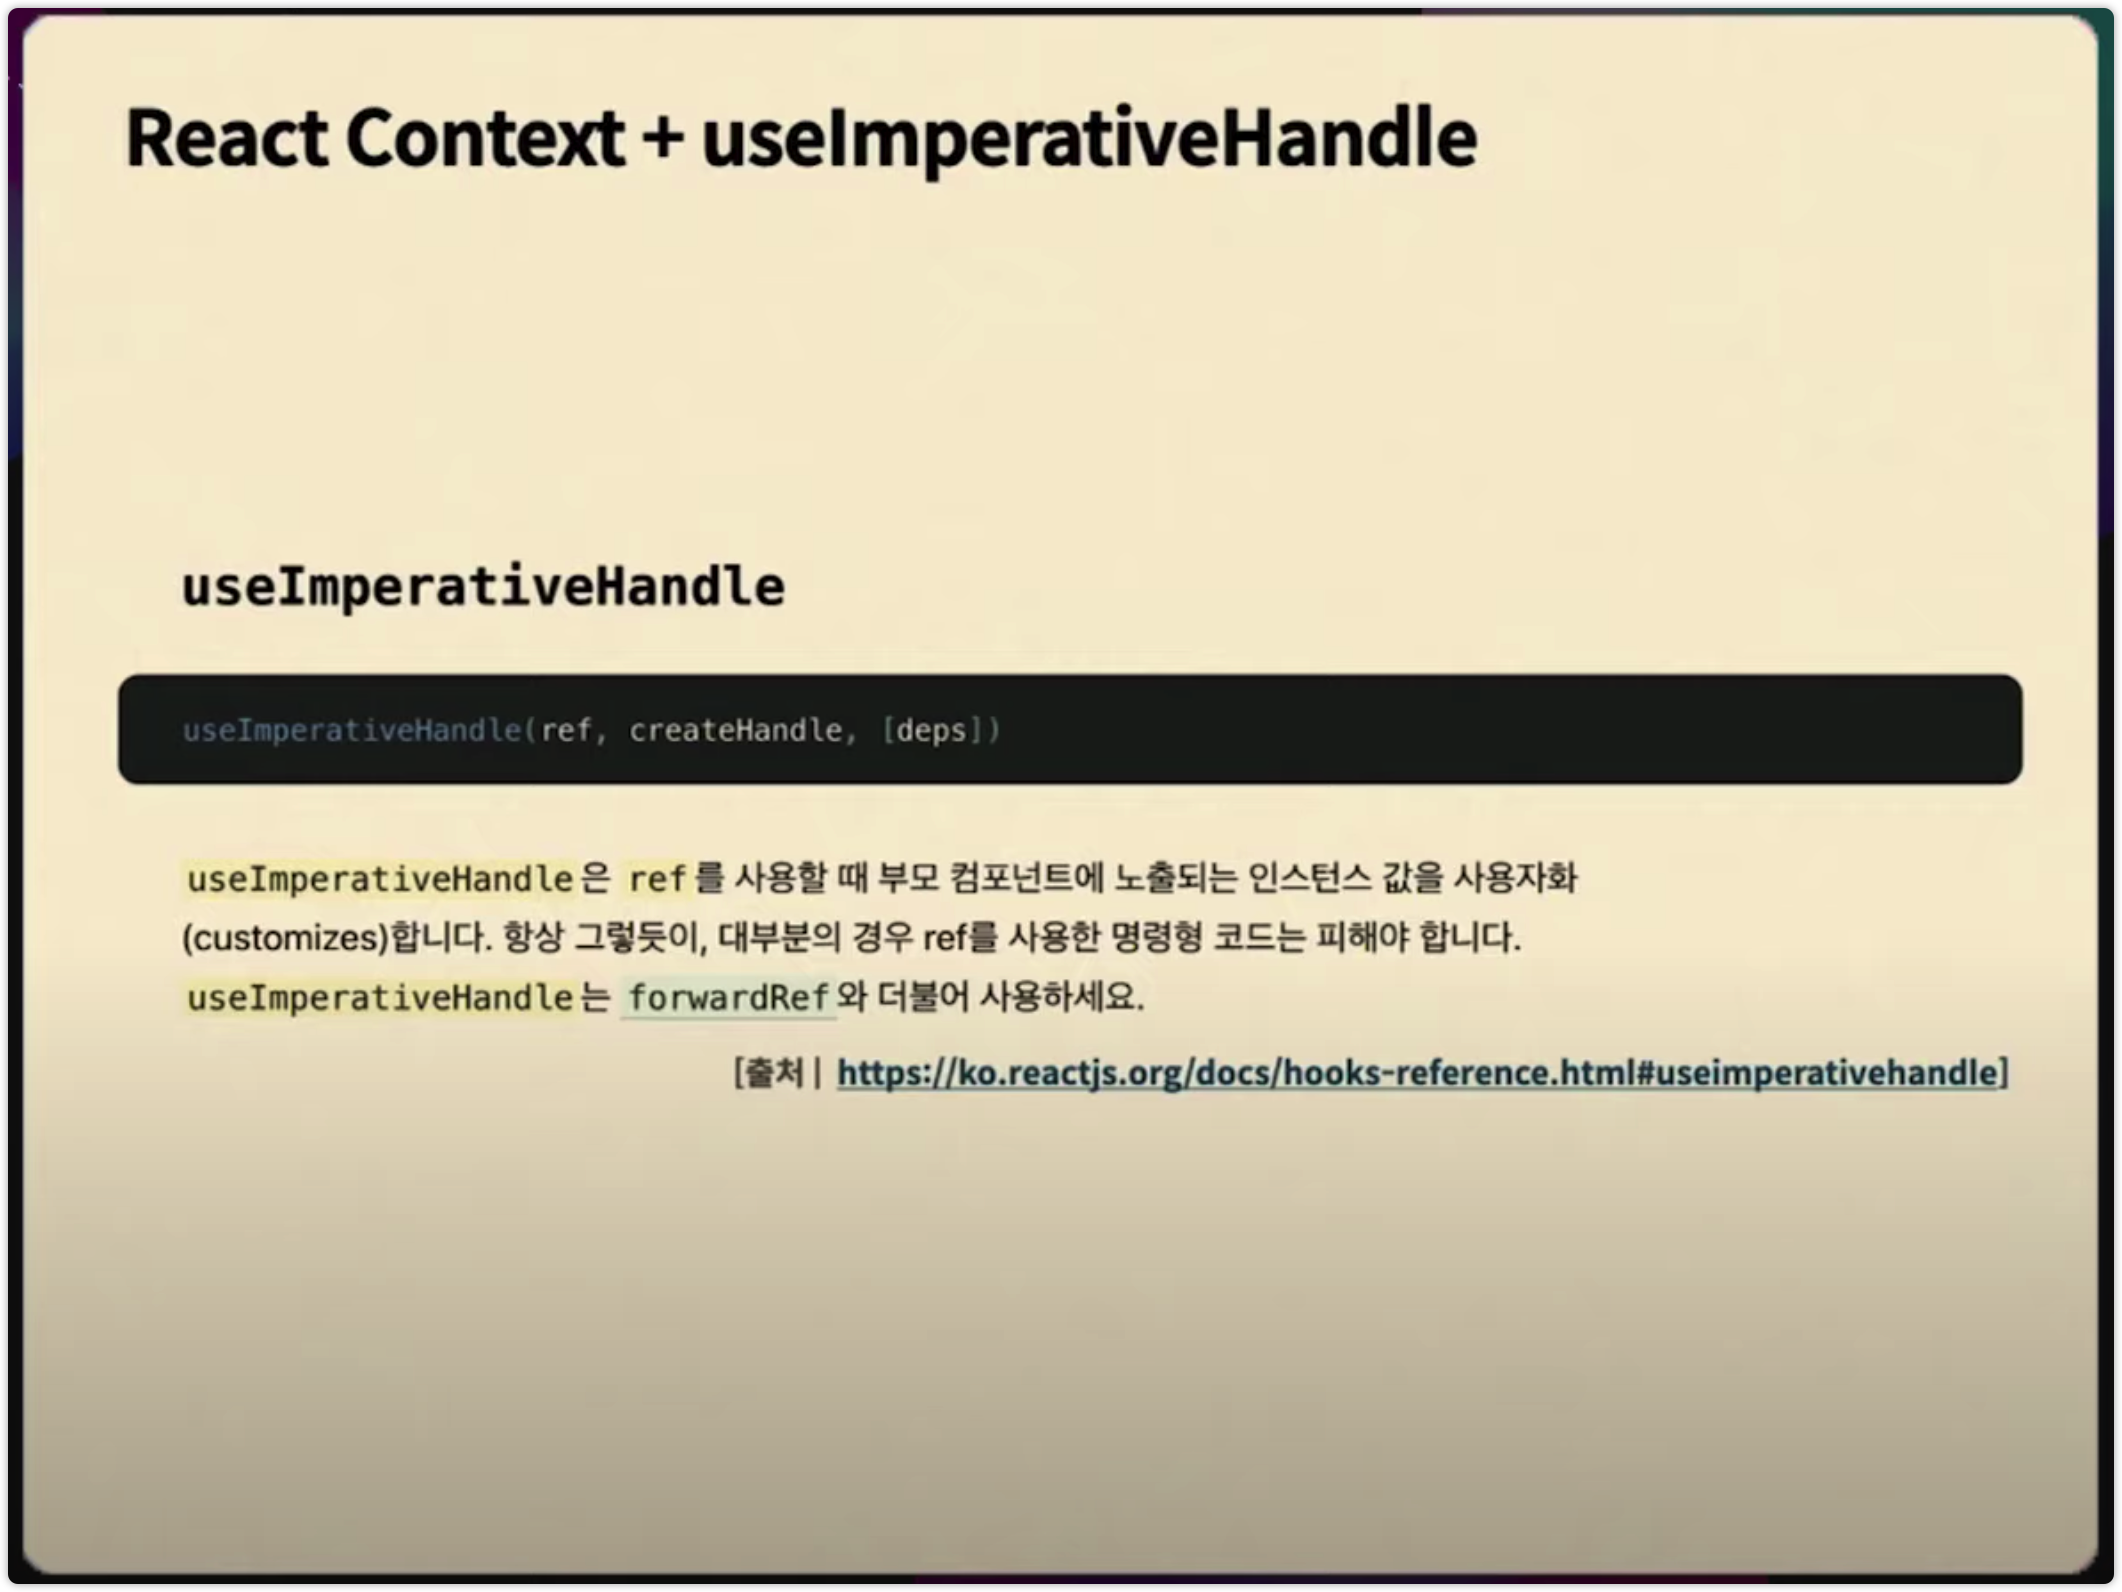 React Context + useImperativeHandle
useImperativeHandle
useImperativeHandle(ref, createHandle, [deps])
useImperativeHandle은 ref를 사용할 때 부모 컴포넌트에 노출되는 인스턴스 값을 사용자화
(customizes)합니다. 항상 그렇듯이, 대부분의 경우 ref를 사용한 명령형 코드는 피해야 합니다.
useImperativeHandle는 forwardRef와 더불어 사용하세요.
[출처 | https://ko.reactjs.org/docs/hooks-reference.html#useimperativehandle]